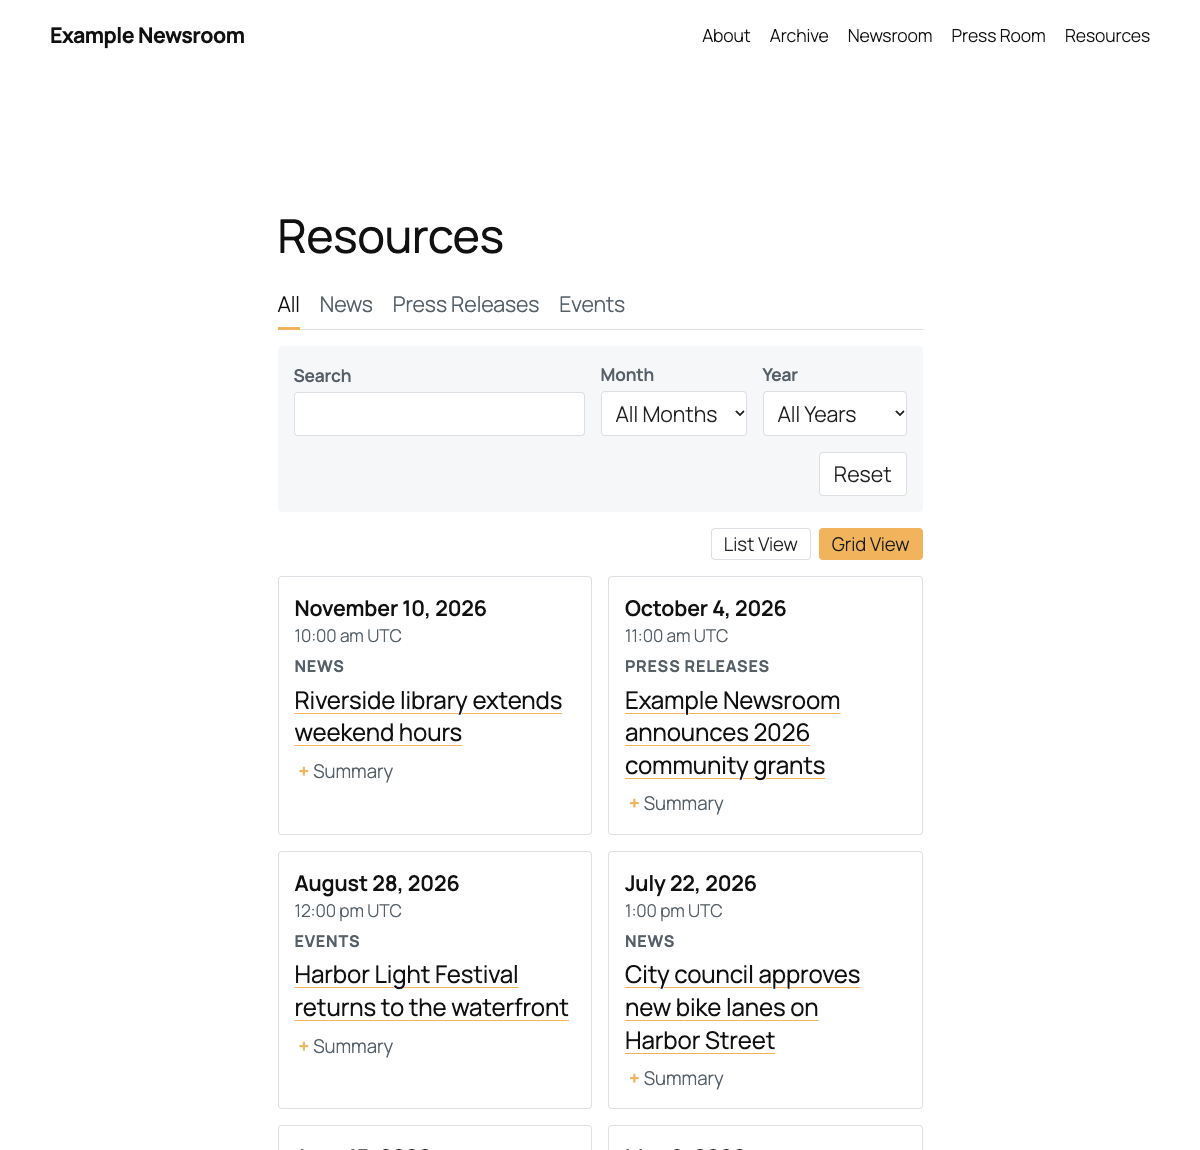 Example Newsroom
About Archive Newsroom Press Room Resources
Resources
All News Press Releases Events
Search Month Year
All Months All Years
Reset
List View Grid View
November 10, 2026
10:00 am UTC
NEWS
Riverside library extends
weekend hours
+ Summary
October 4, 2026
11:00 am UTC
PRESS RELEASES
Example Newsroom
announces 2026
community grants
+ Summary
August 28, 2026
12:00 pm UTC
EVENTS
Harbor Light Festival
returns to the waterfront
+ Summary
July 22, 2026
1:00 pm UTC
NEWS
City council approves
new bike lanes on
Harbor Street
+ Summary